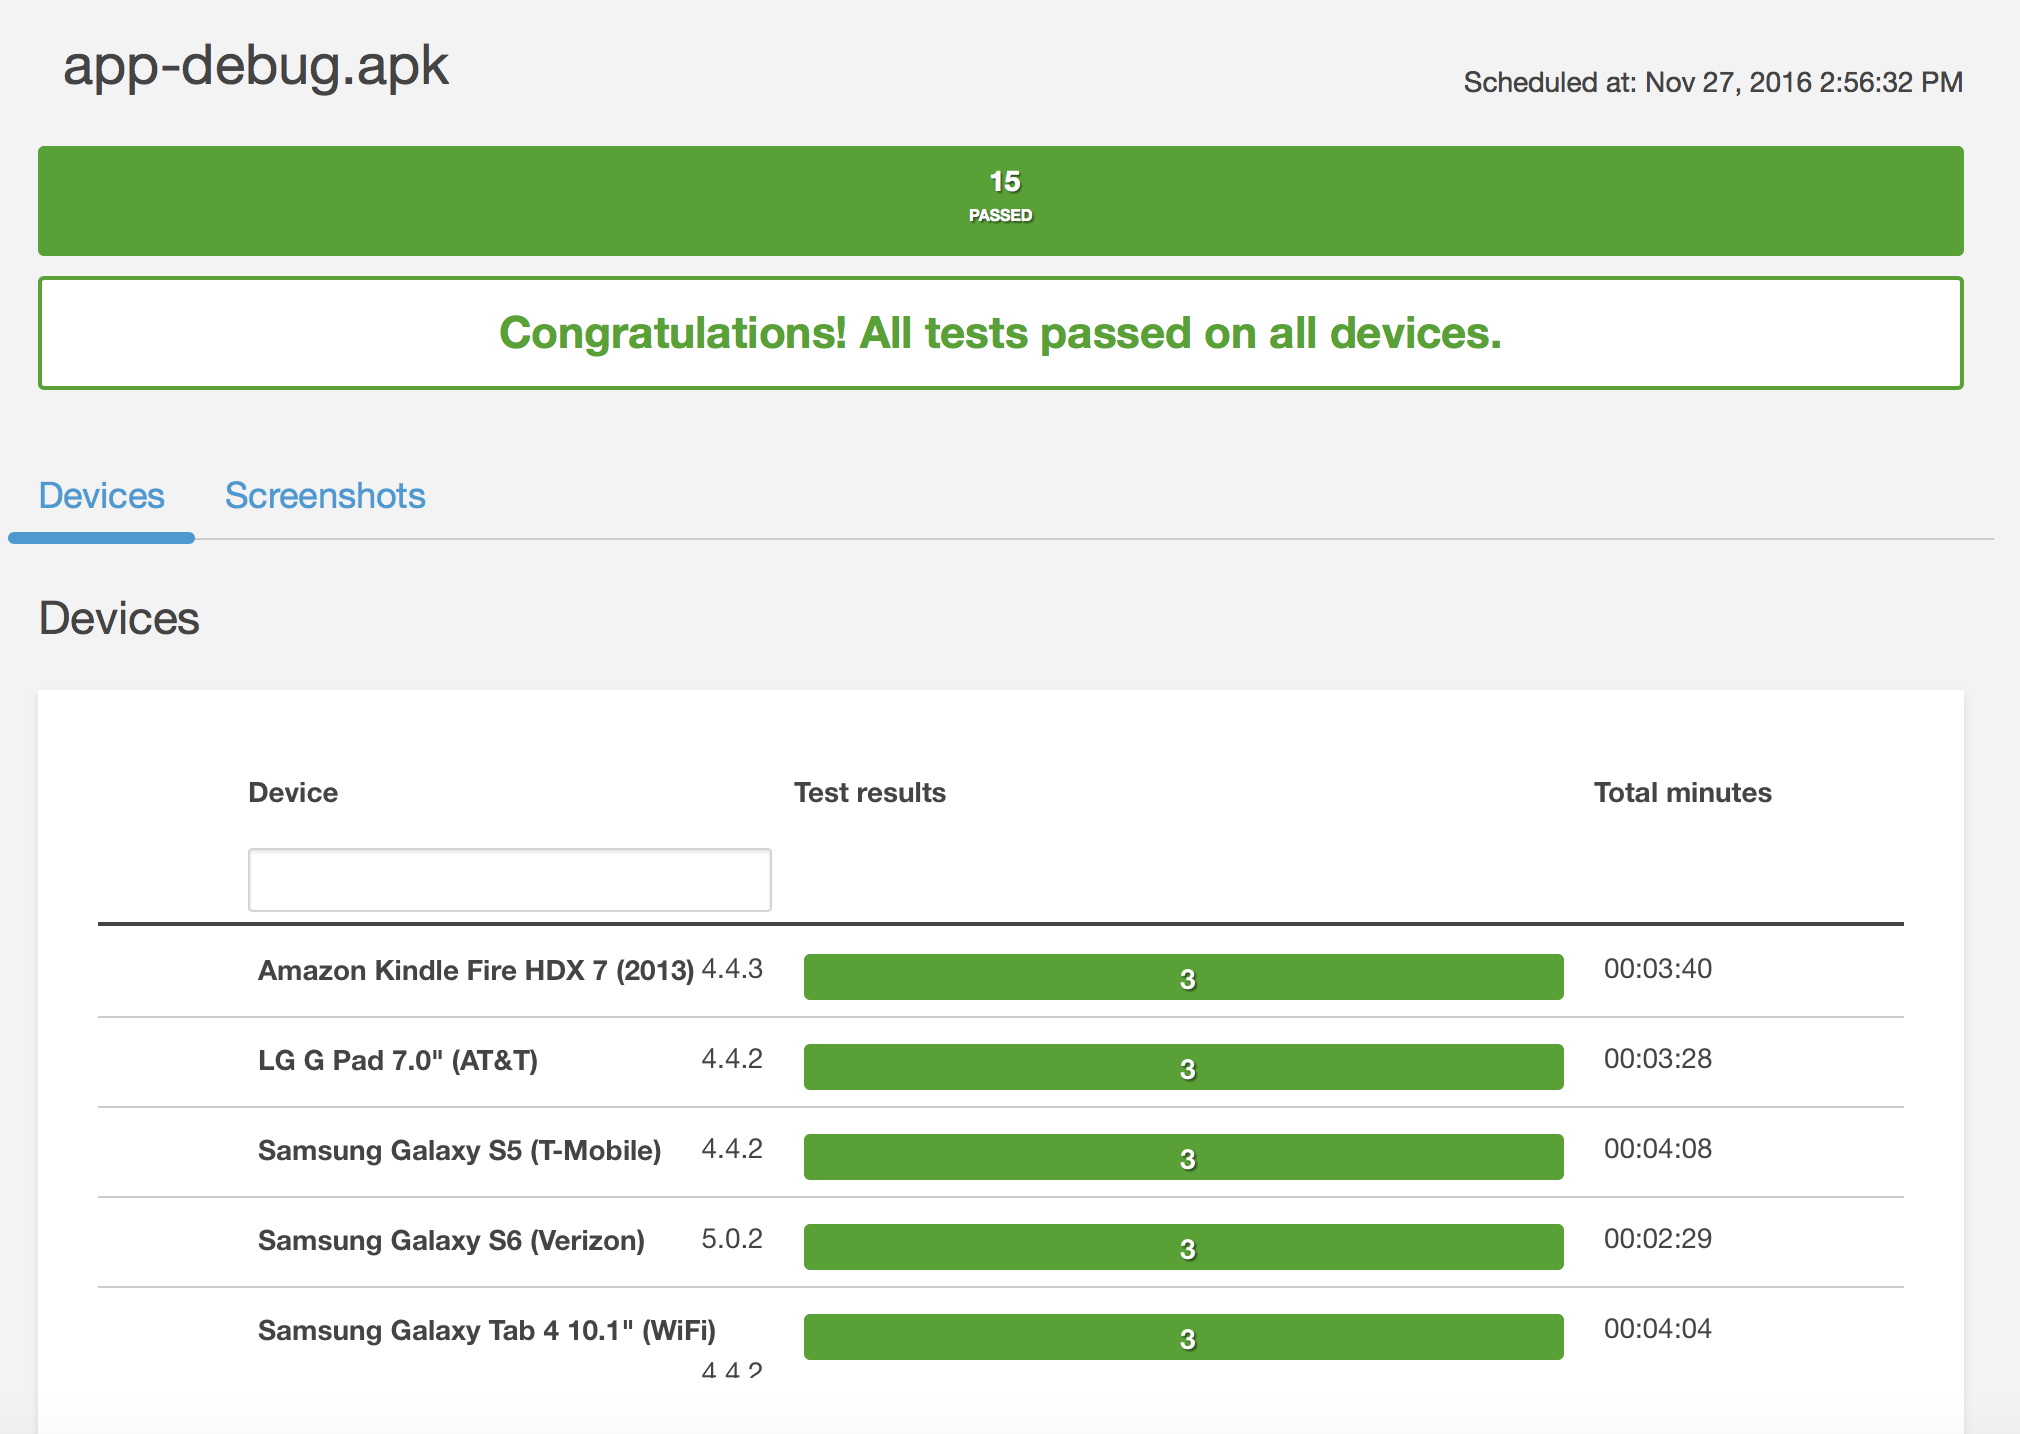 app-debug.apk
Scheduled at: Nov 27, 2016 2:56:32 PM
15
PASSED
Congratulations! All tests passed on all devices.
Devices Screenshots
Devices
Device Test results Total minutes
Amazon Kindle Fire HDX 7 (2013) 4.4.3 3 00:03:40
LG G Pad 7.0" (AT&T) 4.4.2 3 00:03:28
Samsung Galaxy S5 (T-Mobile) 4.4.2 3 00:04:08
Samsung Galaxy S6 (Verizon) 5.0.2 3 00:02:29
Samsung Galaxy Tab 4 10.1" (WiFi) 3 00:04:04
4.4.2